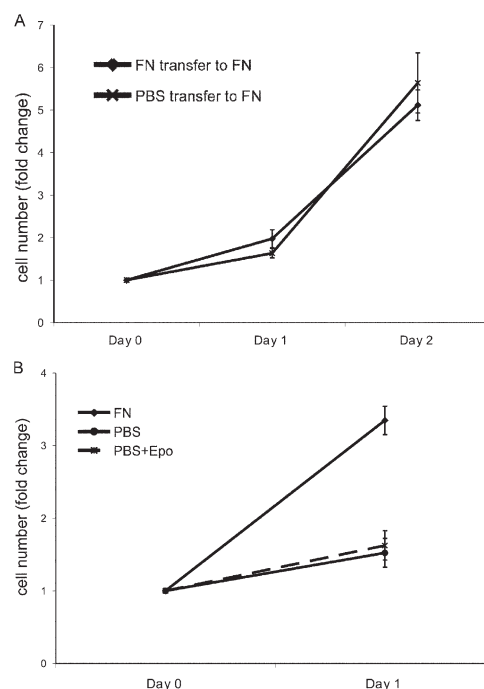 A
7
6
5
4
3
2
1
0
cell number (fold change)
FN transfer to FN
PBS transfer to FN
Day 0 Day 1 Day 2
B
4
3
2
1
0
cell number (fold change)
FN
PBS
PBS+Epo
Day 0 Day 1